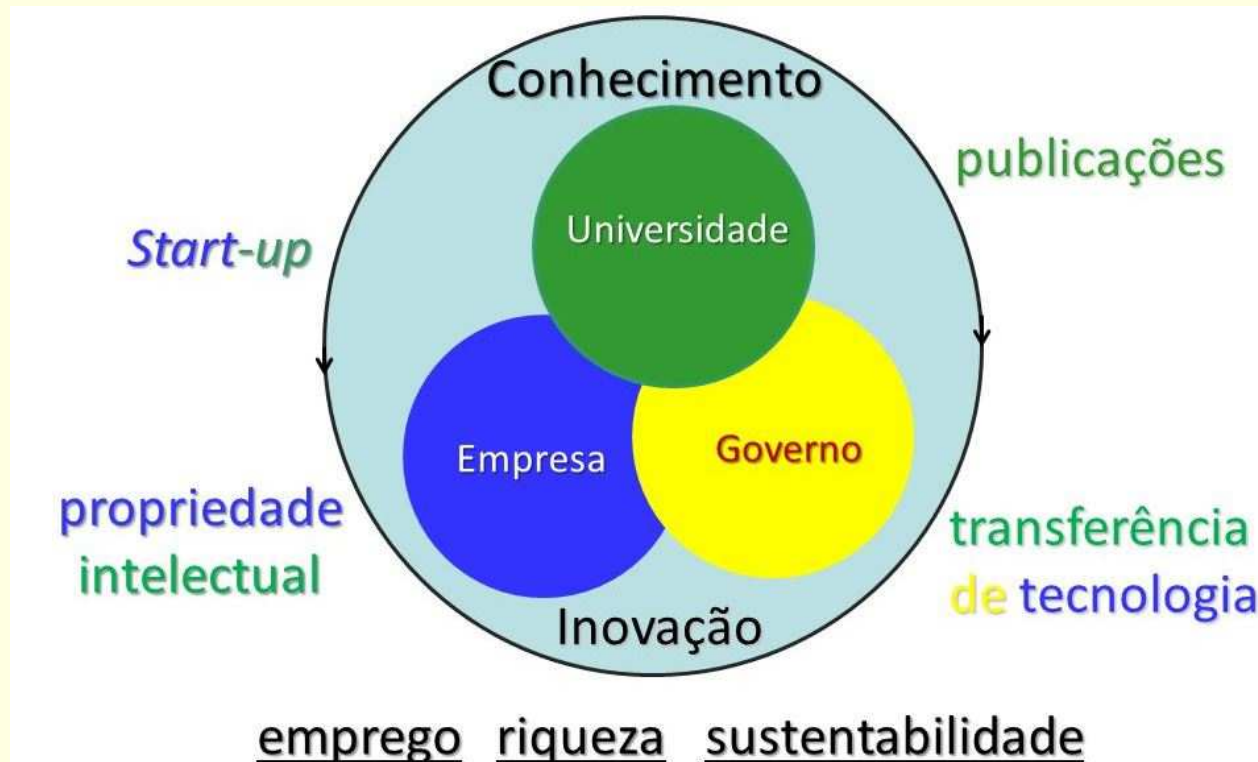 Conhecimento
publicações
Universidade
Start-up
Empresa
Governo
propriedade
intelectual
transferência
de tecnologia
Inovação
emprego riqueza sustentabilidade